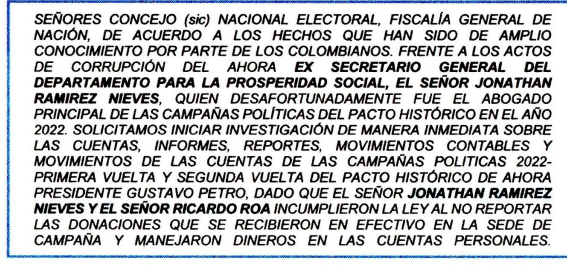 SEÑORES CONCEJO (sic) NACIONAL ELECTORAL, FISCALÍA GENERAL DE
NACIÓN, DE ACUERDO A LOS HECHOS QUE HAN SIDO DE AMPLIO
CONOCIMIENTO POR PARTE DE LOS COLOMBIANOS. FRENTE A LOS ACTOS
DE CORRUPCIÓN DEL AHORA EX SECRETARIO GENERAL DEL
DEPARTAMENTO PARA LA PROSPERIDAD SOCIAL, EL SEÑOR JONATHAN
RAMIREZ NIEVES, QUIEN DESAFORTUNADAMENTE FUE EL ABOGADO
PRINCIPAL DE LAS CAMPAÑAS POLÍTICAS DEL PACTO HISTÓRICO EN EL AÑO
2022. SOLICITAMOS INICIAR INVESTIGACIÓN DE MANERA INMEDIATA SOBRE
LAS CUENTAS, INFORMES, REPORTES, MOVIMIENTOS CONTABLES Y
MOVIMIENTOS DE LAS CUENTAS DE LAS CAMPAÑAS POLITICAS 2022-
PRIMERA VUELTA Y SEGUNDA VUELTA DEL PACTO HISTÓRICO DE AHORA
PRESIDENTE GUSTAVO PETRO, DADO QUE EL SEÑOR JONATHAN RAMIREZ
NIEVES Y EL SEÑOR RICARDO ROA INCUMPLIERON LA LEY AL NO REPORTAR
LAS DONACIONES QUE SE RECIBIERON EN EFECTIVO EN LA SEDE DE
CAMPAÑA Y MANEJARON DINEROS EN LAS CUENTAS PERSONALES.